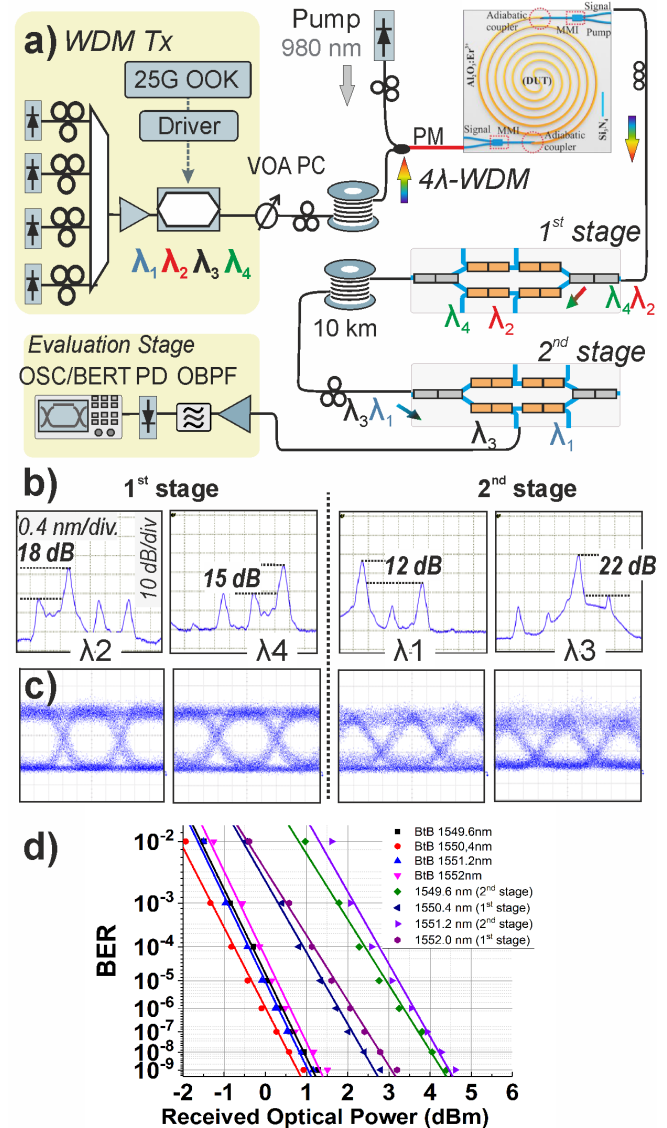 a) WDM Tx
25G OOK
Driver
λ1 λ2 λ3 λ4
VOA PC
Pump
980 nm
PM
4λ-WDM
Adiabatic
coupler
MMI
Signal
Pump
Al2O3:Er3+
(DUT)
Si3N4
Signal
MMI
Adiabatic
coupler
1st stage
λ4 λ2
λ4 λ2
10 km
2nd stage
λ3 λ1
λ3 λ1
Evaluation Stage
OSC/BERT PD OBPF
b) 1st stage 2nd stage
0.4 nm/div.
10 dB/div
18 dB
15 dB
12 dB
22 dB
λ2 λ4 λ1 λ3
c)
d)
BER
10-2
10-3
10-4
10-5
10-6
10-7
10-8
10-9
BtB 1549.6nm
BtB 1550,4nm
BtB 1551.2nm
BtB 1552nm
1549.6 nm (2nd stage)
1550.4 nm (1st stage)
1551.2 nm (2nd stage)
1552.0 nm (1st stage)
-2 -1 0 1 2 3 4 5 6
Received Optical Power (dBm)